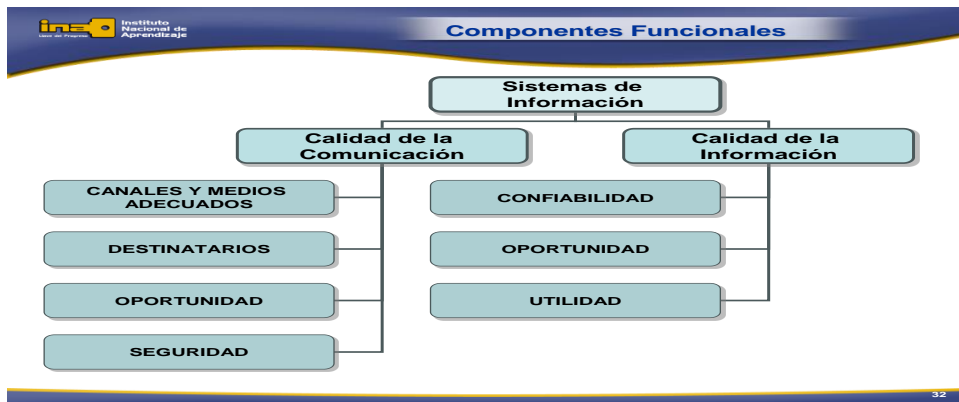 ina
Instituto
Nacional de
Aprendizaje
Componentes Funcionales
Sistemas de
Información
Calidad de la
Comunicación
Calidad de la
Información
CANALES Y MEDIOS
ADECUADOS
CONFIABILIDAD
DESTINATARIOS
OPORTUNIDAD
OPORTUNIDAD
UTILIDAD
SEGURIDAD
32